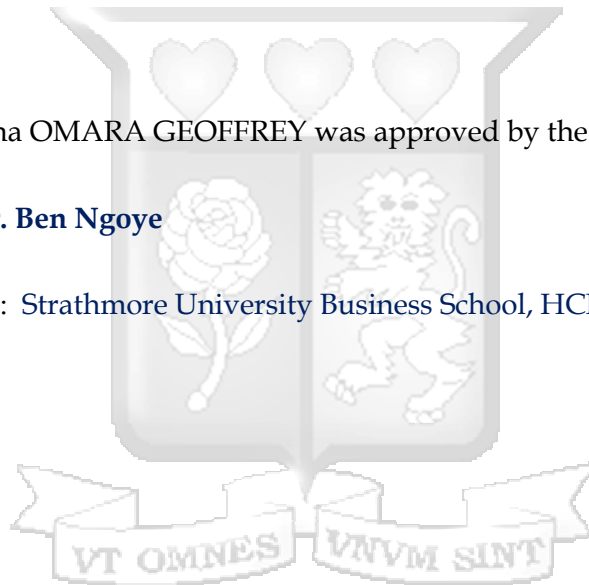 na OMARA GEOFFREY was approved by the
. Ben Ngoye
: Strathmore University Business School, HC
VT OMNES VNVM SINT